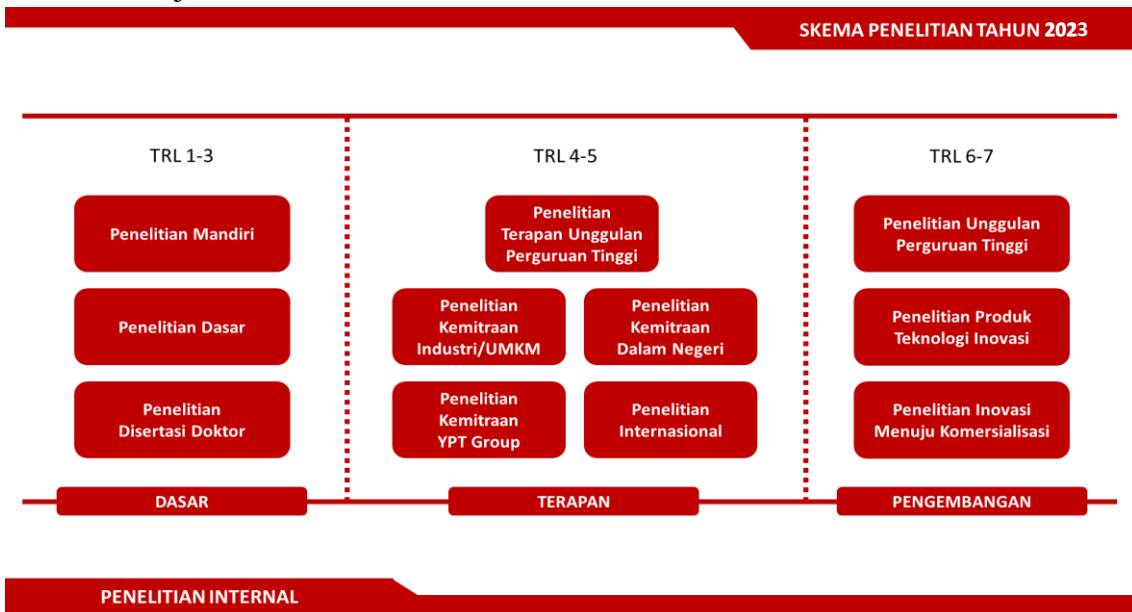 SKEMA PENELITIAN TAHUN 2023
TRL 1-3
Penelitian Mandiri
Penelitian Dasar
Penelitian
Disertasi Doktor
DASAR
TRL 4-5
Penelitian
Terapan Unggulan
Perguruan Tinggi
Penelitian
Kemitraan
Industri/UMKM
Penelitian
Kemitraan
Dalam Negeri
Penelitian
Kemitraan
YPT Group
Penelitian
Internasional
TERAPAN
TRL 6-7
Penelitian Unggulan
Perguruan Tinggi
Penelitian Produk
Teknologi Inovasi
Penelitian Inovasi
Menuju Komersialisasi
PENGEMBANGAN
PENELITIAN INTERNAL